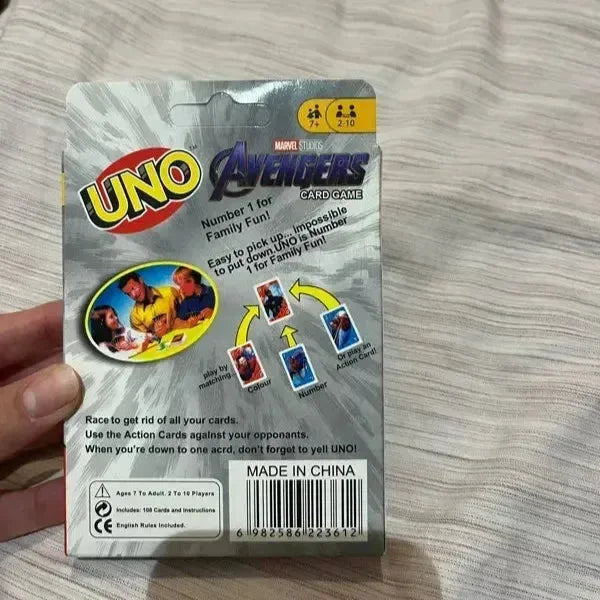 7+ 2-10
UNO™
MARVEL STUDIOS
AVENGERS
CARD GAME
Number 1 for
Family Fun!
Easy to pick up... impossible
to put down.UNO is Number
1 for Family Fun!
play by
matching...
Colour
Number
Or play an
Action Card!
Race to get rid of all your cards.
Use the Action Cards against your opponants.
When you're down to one acrd, don't forget to yell UNO!
Ages 7 To Adult. 2 To 10 Players
Includes: 108 Cards and Instructions
CE English Rules Included.
MADE IN CHINA
6 982586 223612